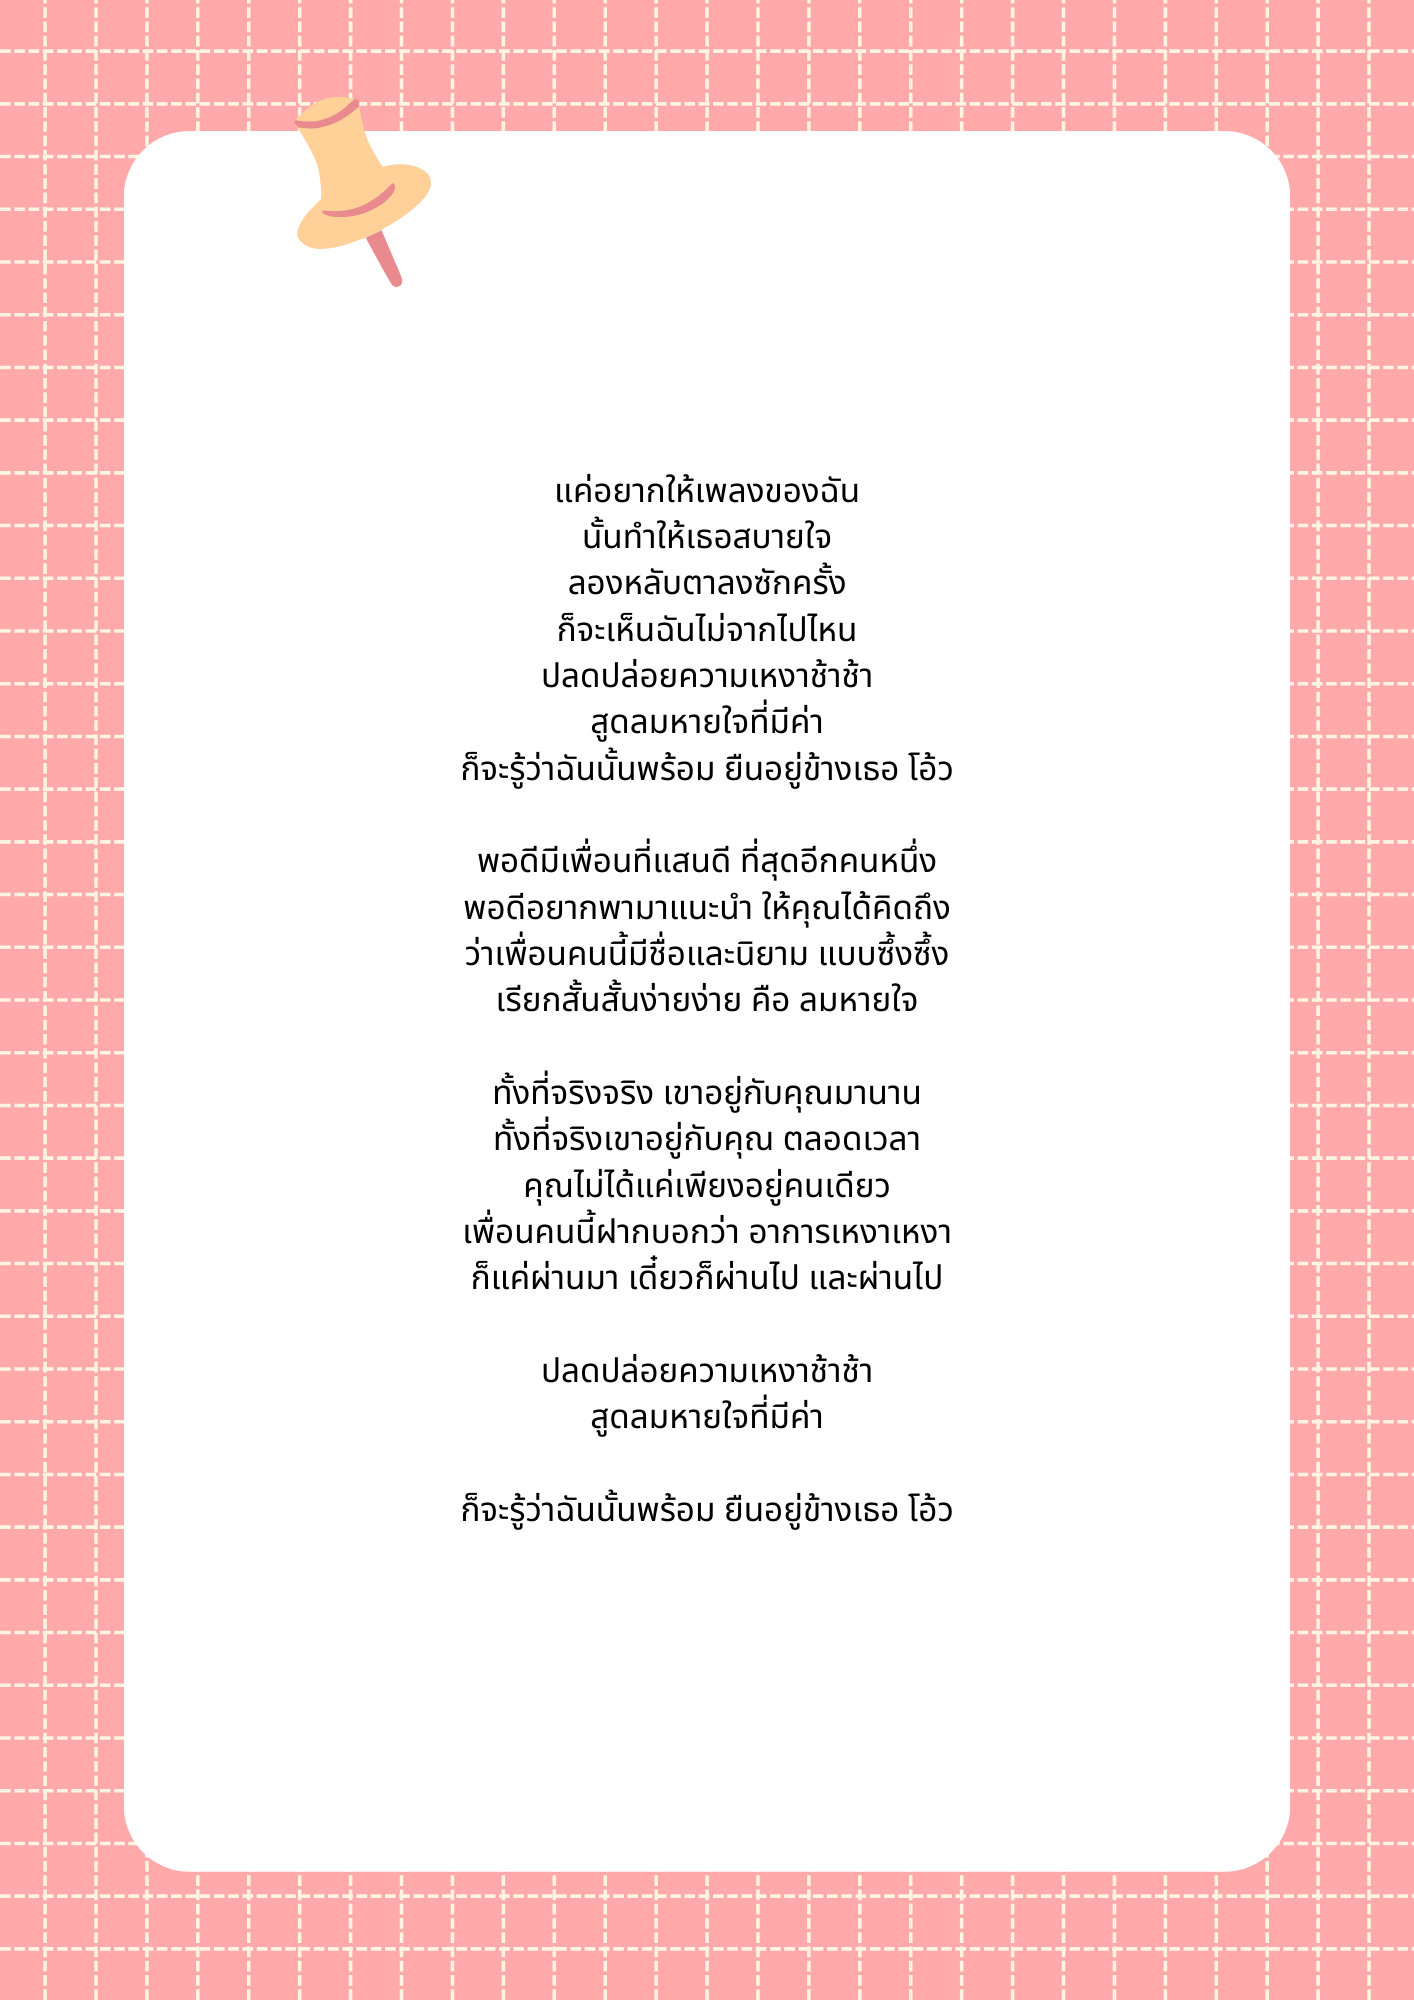 แค่อยากให้เพลงของฉัน
นั้นทำให้เธอสบายใจ
ลองหลับตาลงซักครั้ง
ก็จะเห็นฉันไม่จากไปไหน
ปลดปล่อยความเหงาช้าช้า
สูดลมหายใจที่มีค่า
ก็จะรู้ว่าฉันนั้นพร้อม ยืนอยู่ข้างเธอ โอ้ว
พอดีมีเพื่อนที่แสนดี ที่สุดอีกคนหนึ่ง
พอดีอยากพามาแนะนำ ให้คุณได้คิดถึง
ว่าเพื่อนคนนี้มีชื่อและนิยาม แบบซึ้งซึ้ง
เรียกสั้นสั้นง่ายง่าย คือ ลมหายใจ
ทั้งที่จริงจริง เขาอยู่กับคุณมานาน
ทั้งที่จริงเขาอยู่กับคุณ ตลอดเวลา
คุณไม่ได้แค่เพียงอยู่คนเดียว
เพื่อนคนนี้ฝากบอกว่า อาการเหงาเหงา
ก็แค่ผ่านมา เดี๋ยวก็ผ่านไป และผ่านไป
ปลดปล่อยความเหงาช้าช้า
สูดลมหายใจที่มีค่า
ก็จะรู้ว่าฉันนั้นพร้อม ยืนอยู่ข้างเธอ โอ้ว